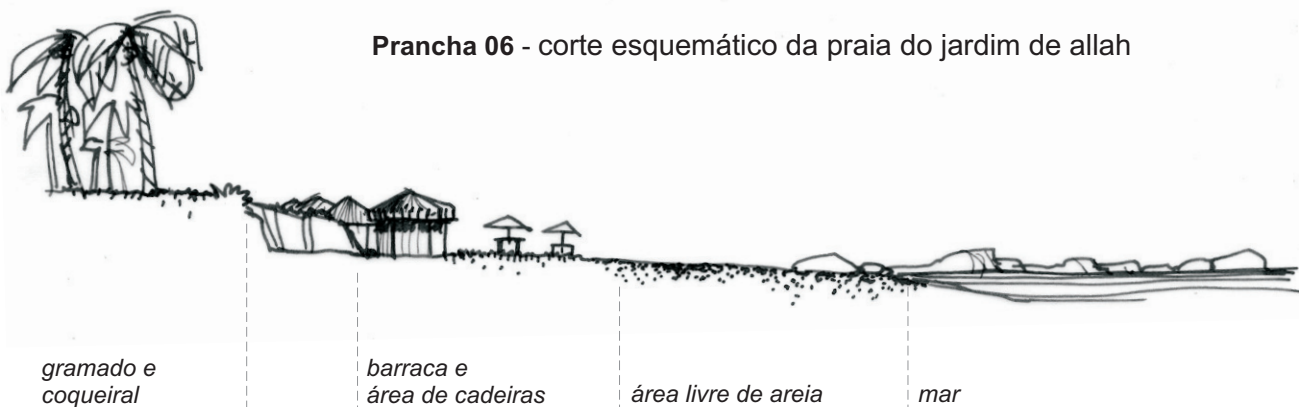 Prancha 06 - corte esquemático da praia do jardim de allah
gramado e
coqueiral
barraca e
área de cadeiras
área livre de areia
mar